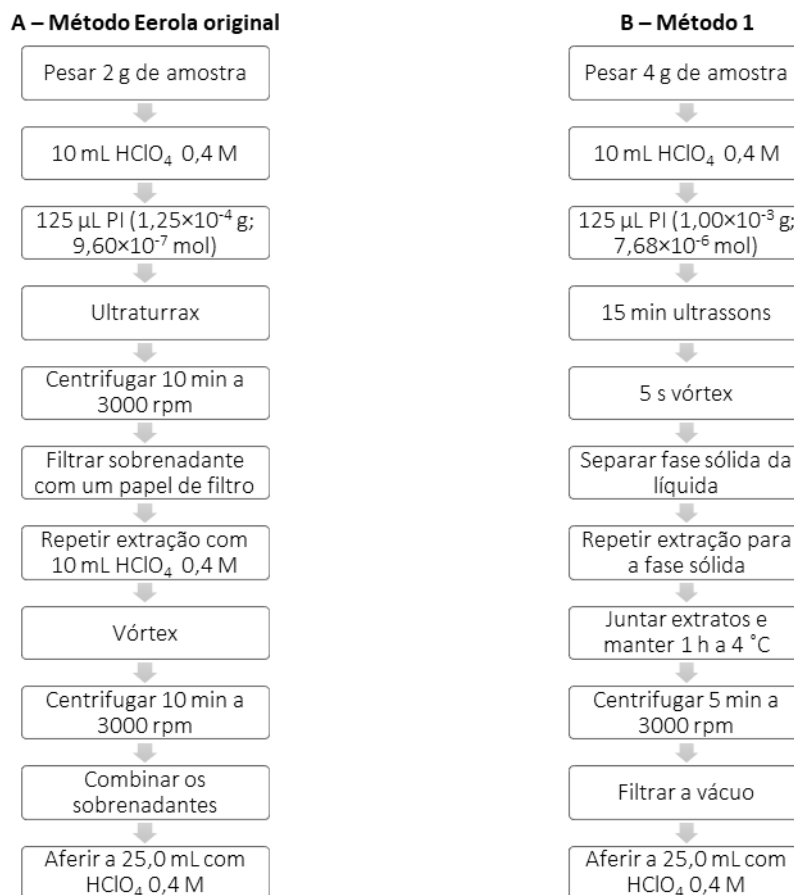 A – Método Eerola original
Pesar 2 g de amostra
10 mL HClO₄ 0,4 M
125 µL PI (1,25×10⁻⁴ g;
9,60×10⁻⁷ mol)
Ultraturrax
Centrifugar 10 min a
3000 rpm
Filtrar sobrenadante
com um papel de filtro
Repetir extração com
10 mL HClO₄ 0,4 M
Vórtex
Centrifugar 10 min a
3000 rpm
Combinar os
sobrenadantes
Aferir a 25,0 mL com
HClO₄ 0,4 M
B – Método 1
Pesar 4 g de amostra
10 mL HClO₄ 0,4 M
125 µL PI (1,00×10⁻³ g;
7,68×10⁻⁶ mol)
15 min ultrassons
5 s vórtex
Separar fase sólida da
líquida
Repetir extração para
a fase sólida
Juntar extratos e
manter 1 h a 4 ˚C
Centrifugar 5 min a
3000 rpm
Filtrar a vácuo
Aferir a 25,0 mL com
HClO₄ 0,4 M